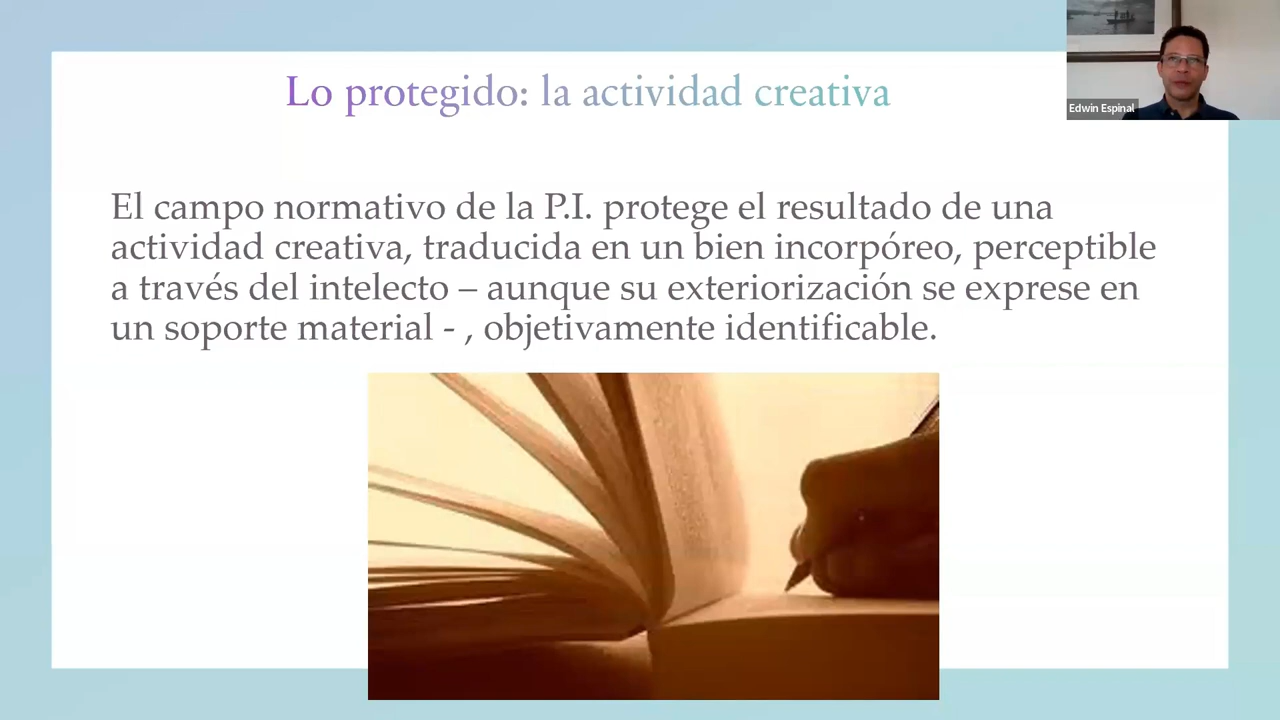 Lo protegido: la actividad creativa
Edwin Espinal
El campo normativo de la P.I. protege el resultado de una
actividad creativa, traducida en un bien incorpóreo, perceptible
a través del intelecto – aunque su exteriorización se exprese en
un soporte material - , objetivamente identificable.